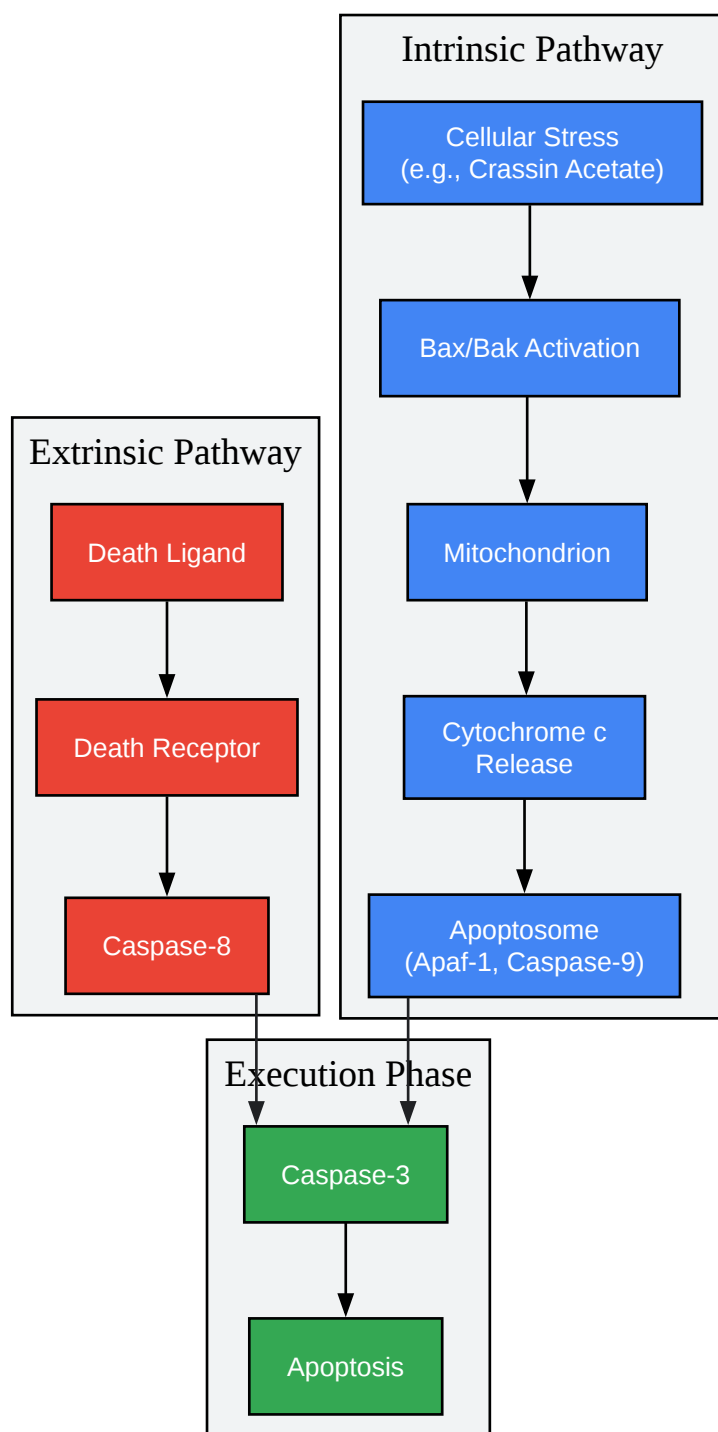 Intrinsic Pathway
Cellular Stress
(e.g., Crassin Acetate)
Bax/Bak Activation
Mitochondrion
Cytochrome c
Release
Apoptosome
(Apaf-1, Caspase-9)
Extrinsic Pathway
Death Ligand
Death Receptor
Caspase-8
Execution Phase
Caspase-3
Apoptosis